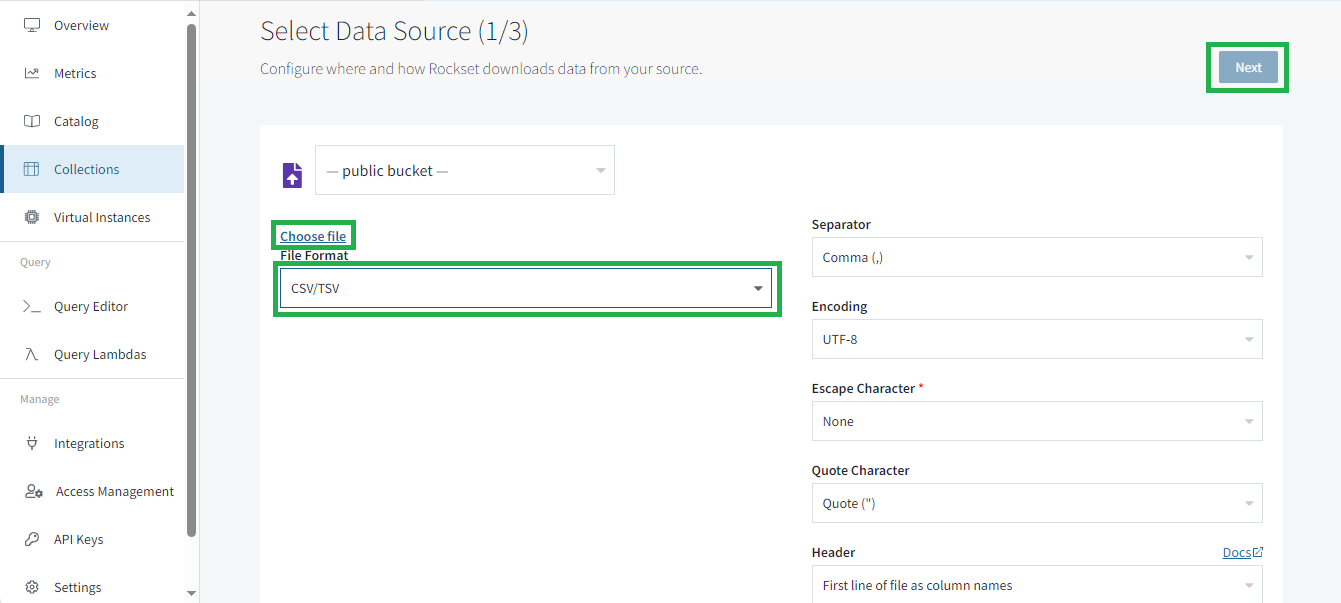 Overview
Metrics
Catalog
Collections
Virtual Instances
Query
Query Editor
Query Lambdas
Manage
Integrations
Access Management
API Keys
Settings
Select Data Source (1/3)
Configure where and how Rockset downloads data from your source.
Next
— public bucket —
Choose file
File Format
CSV/TSV
Separator
Comma (,)
Encoding
UTF-8
Escape Character *
None
Quote Character
Quote (")
Header
Docs
First line of file as column names